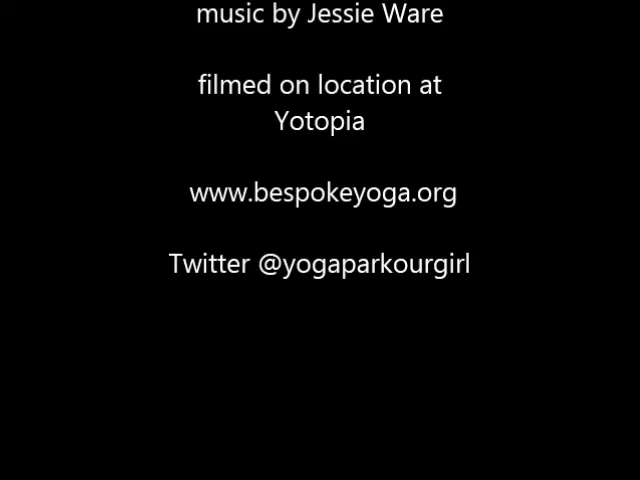 music by Jessie Ware
filmed on location at
Yotopia
www.bespokeyoga.org
Twitter @yogaparkourgirl